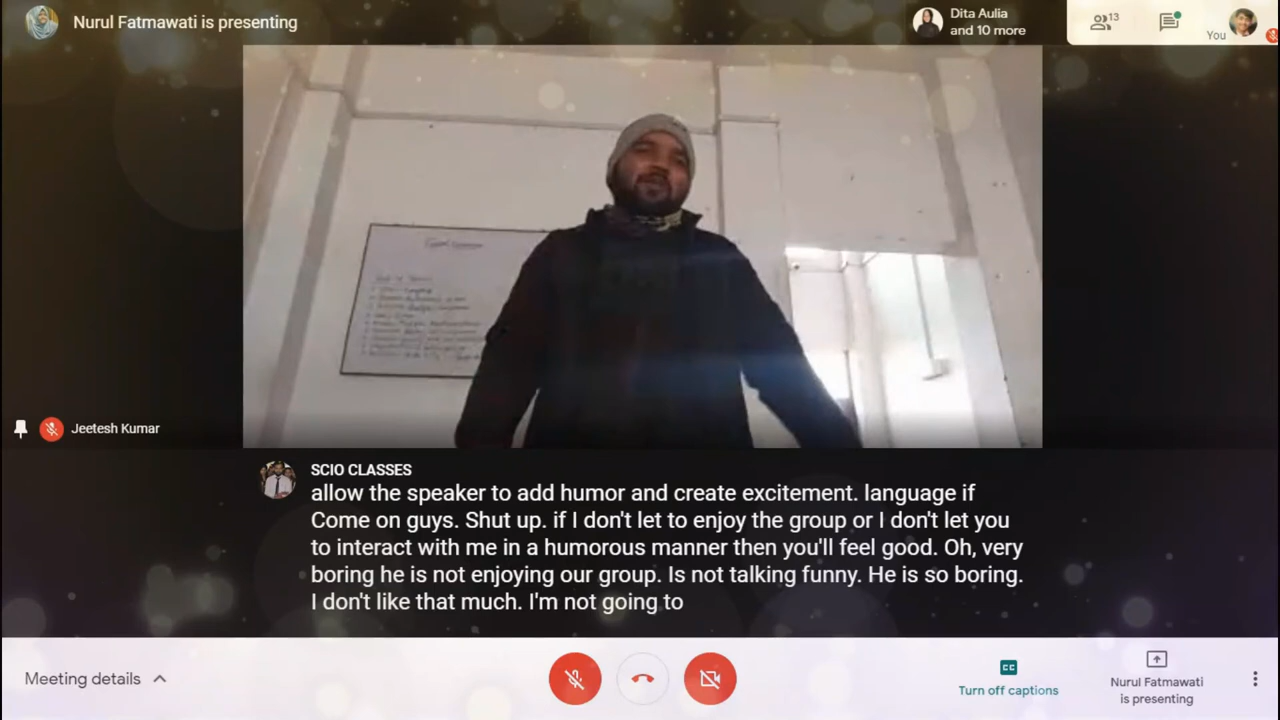 Nurul Fatmawati is presenting
Dita Aulia
and 10 more
13
You
Jeetesh Kumar
SCIO CLASSES
allow the speaker to add humor and create excitement. language if
Come on guys. Shut up. if I don't let to enjoy the group or I don't let you
to interact with me in a humorous manner then you'll feel good. Oh, very
boring he is not enjoying our group. Is not talking funny. He is so boring.
I don't like that much. I'm not going to
Meeting details
CC
Turn off captions
Nurul Fatmawati
is presenting